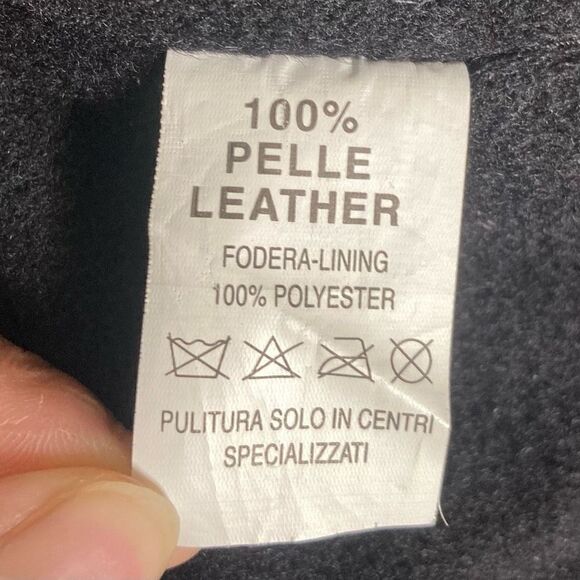 100%
PELLE
LEATHER
FODERA-LINING
100% POLYESTER
PULITURA SOLO IN CENTRI
SPECIALIZZATI